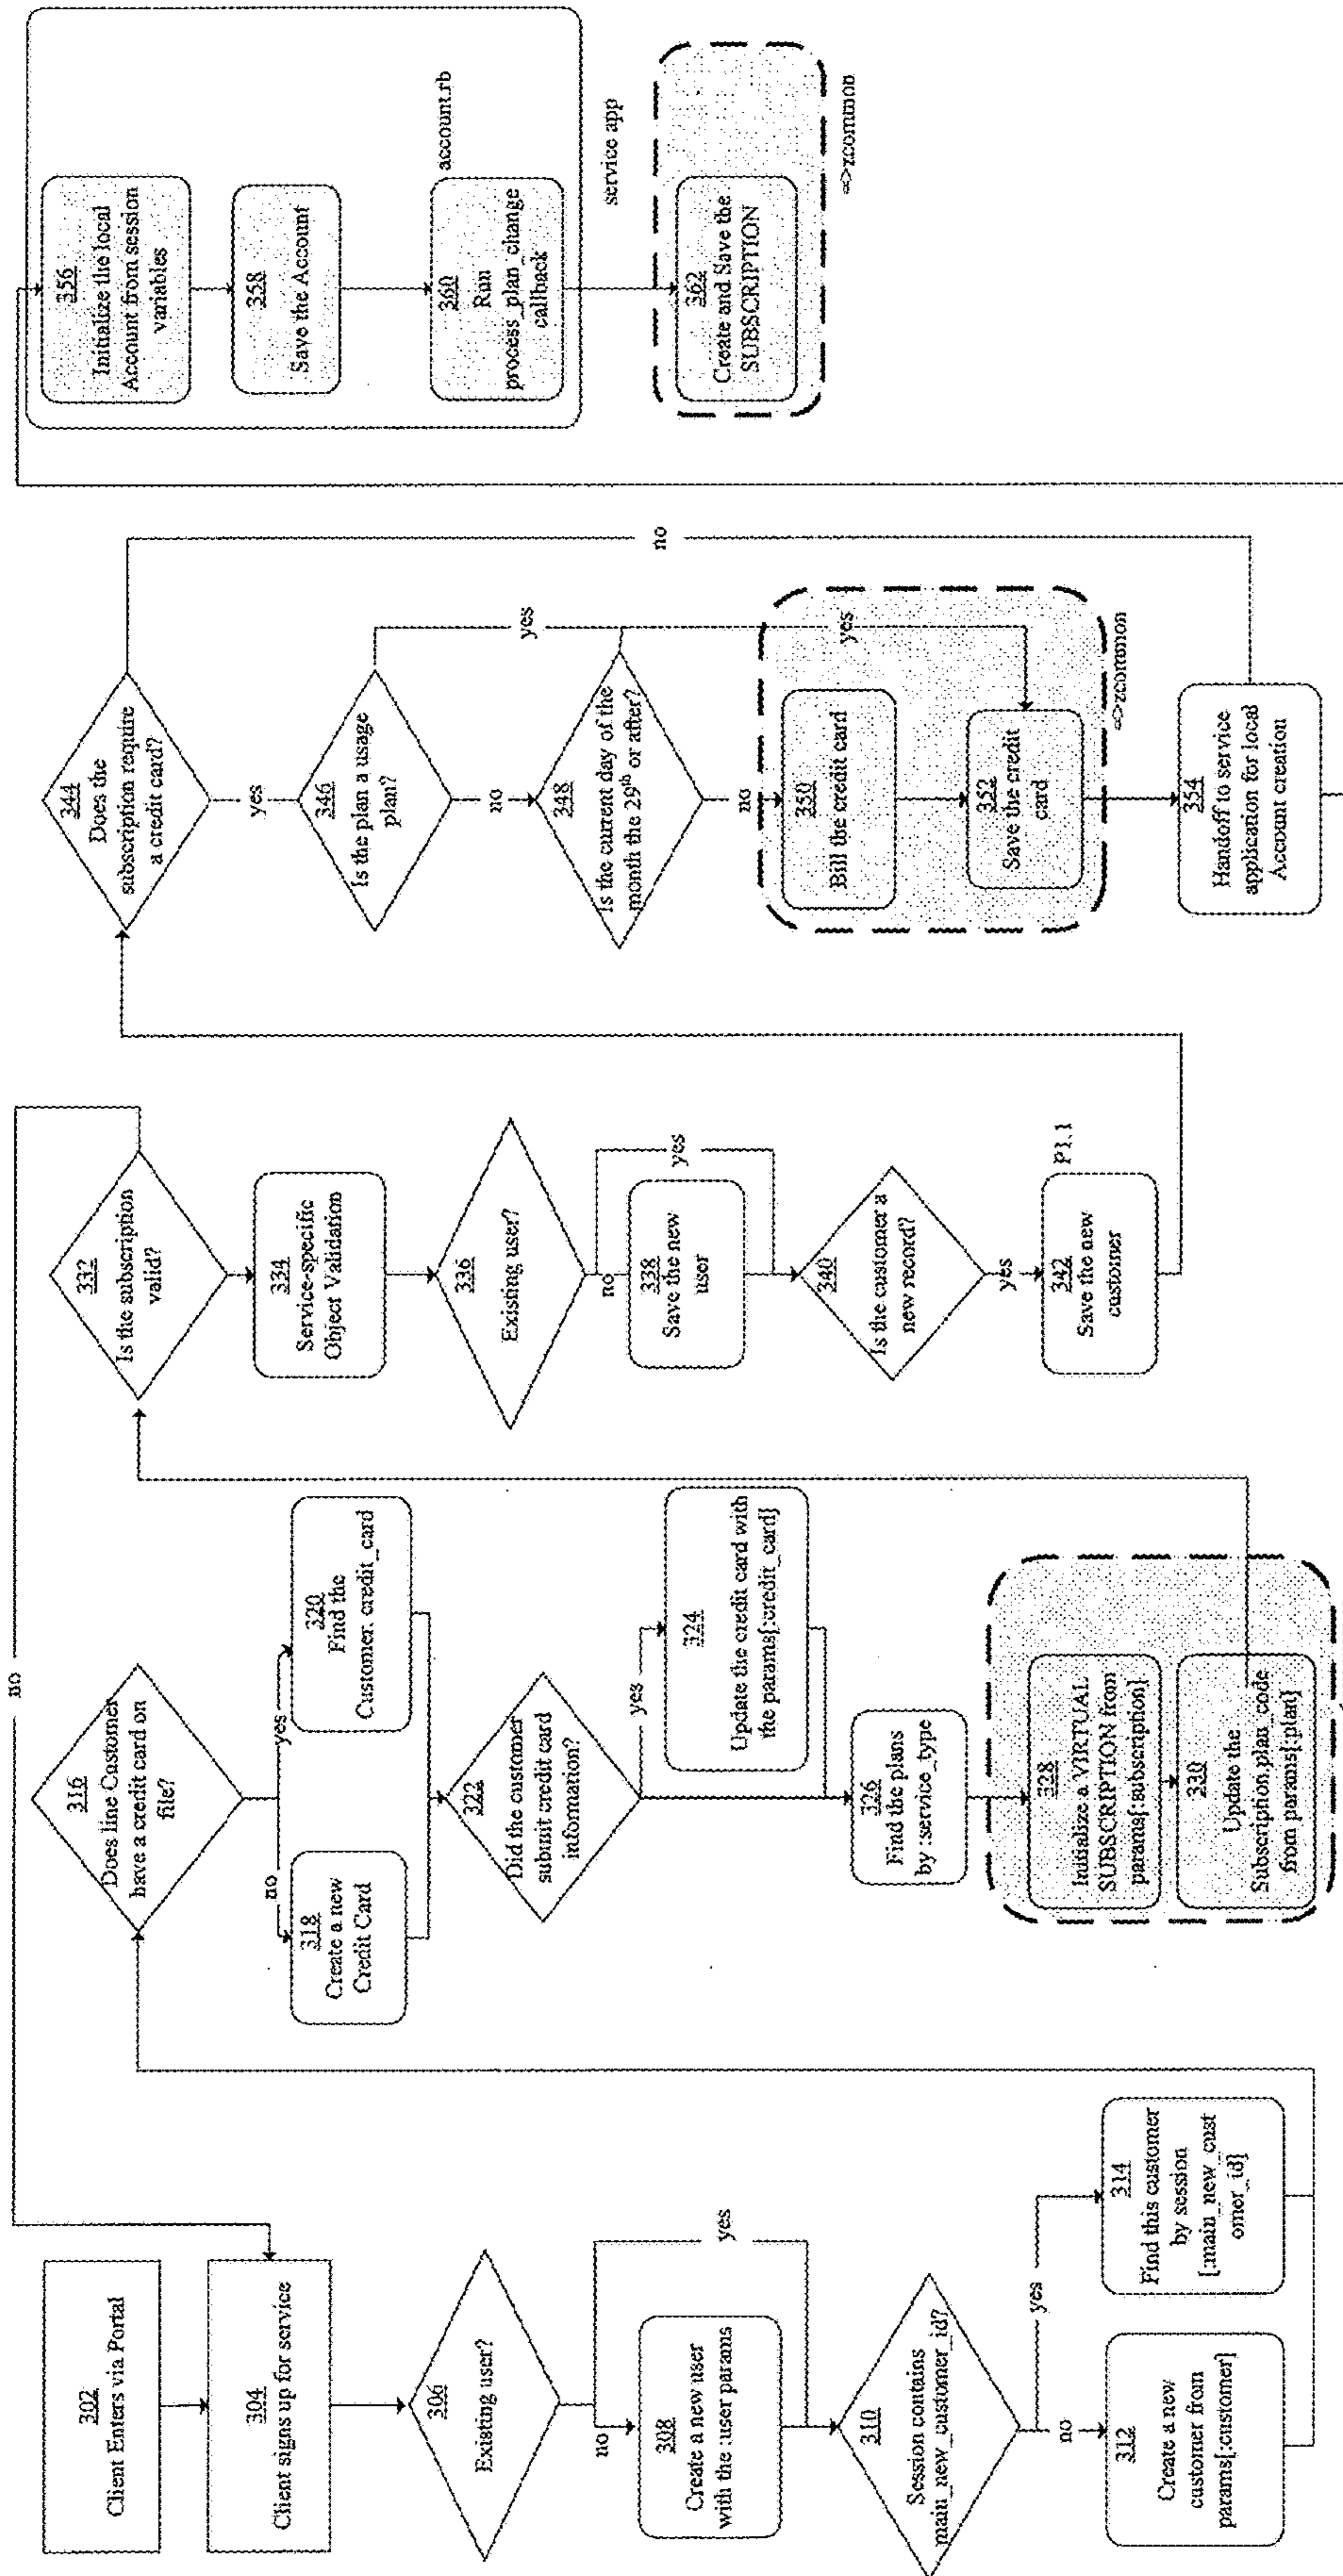 302
Client Enters via Portal
304
Client signs up for service
306
Existing user?
no
yes
308
Create a new user
with the :user params
310
Session contains
main_new_customer_id?
no
yes
312
Create a new
customer from
params[:customer]
314
Find this customer
by session
[:main_new_cust
omer_id]
no
316
Does line Customer
have a credit card on
file?
no
yes
318
Create a new
Credit Card
320
Find the
Customer. credit_card
322
Did the customer
submit credit card
information?
yes
324
Update the credit card with
the params[:credit_card]
326
Find the plans
by :service_type
328
Initialize a VIRTUAL
SUBSCRIPTION from
params[:subscription]
330
Update the
Subscription.plan_code
from params[:plan]
332
Is the subscription
valid?
334
Service-specific
Object Validation
336
Existing user?
no
yes
338
Save the new
user
340
Is the customer a
new record?
yes
342
Save the new
customer
P1.1
344
Does the
subscription require
a credit card?
yes
no
346
Is the plan a usage
plan?
no
yes
348
Is the current day of the
month the 29th or after?
no
yes
350
Bill the credit card
352
Save the credit
card
=>zcommon
354
Handoff to service
application for local
Account creation
356
Initialize the local
Account from session
variables
358
Save the Account
360
Run
process_plan_change
callback
account.rb
service app
362
Create and Save the
SUBSCRIPTION
=>zcommon